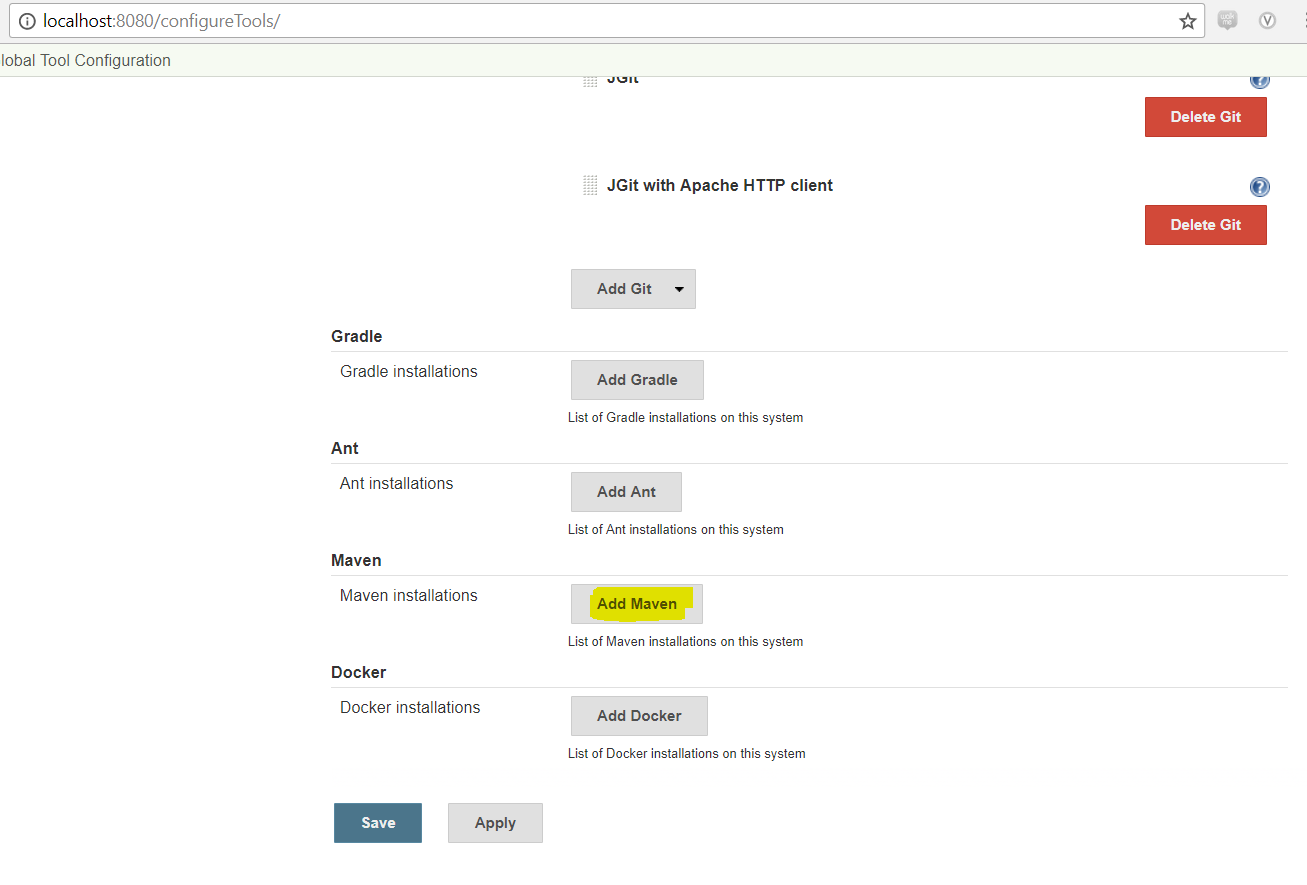 localhost:8080/configureTools/
lobal Tool Configuration
JGit
Delete Git
JGit with Apache HTTP client
Delete Git
Add Git
Gradle
Gradle installations
Add Gradle
List of Gradle installations on this system
Ant
Ant installations
Add Ant
List of Ant installations on this system
Maven
Maven installations
Add Maven
List of Maven installations on this system
Docker
Docker installations
Add Docker
List of Docker installations on this system
Save
Apply